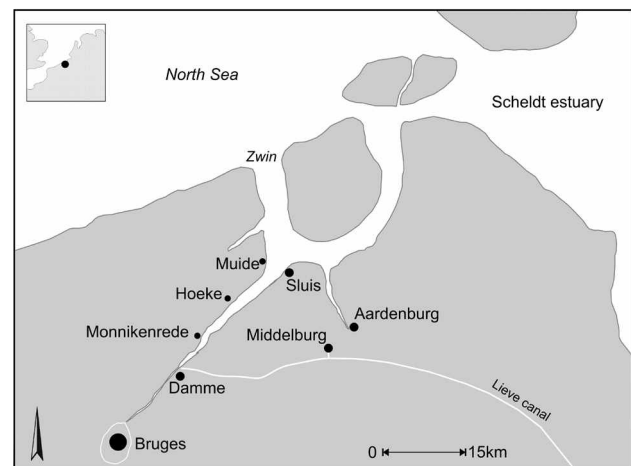 North Sea
Scheldt estuary
Zwin
Muide
Sluis
Hoeke
Aardenburg
Monnikenrede
Middelburg
Damme
Lieve canal
Bruges
0 15km